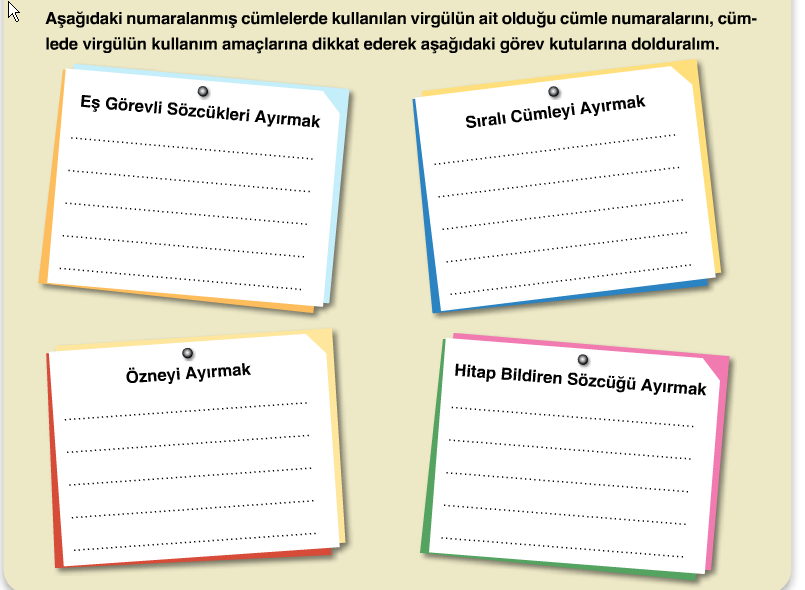 Aşağıdaki numaralanmış cümlelerde kullanılan virgülün ait olduğu cümle numaralarını, cüm-
lede virgülün kullanım amaçlarına dikkat ederek aşağıdaki görev kutularına dolduralım.
Eş Görevli Sözcükleri Ayırmak
Sıralı Cümleyi Ayırmak
Özneyi Ayırmak
Hitap Bildiren Sözcüğü Ayırmak